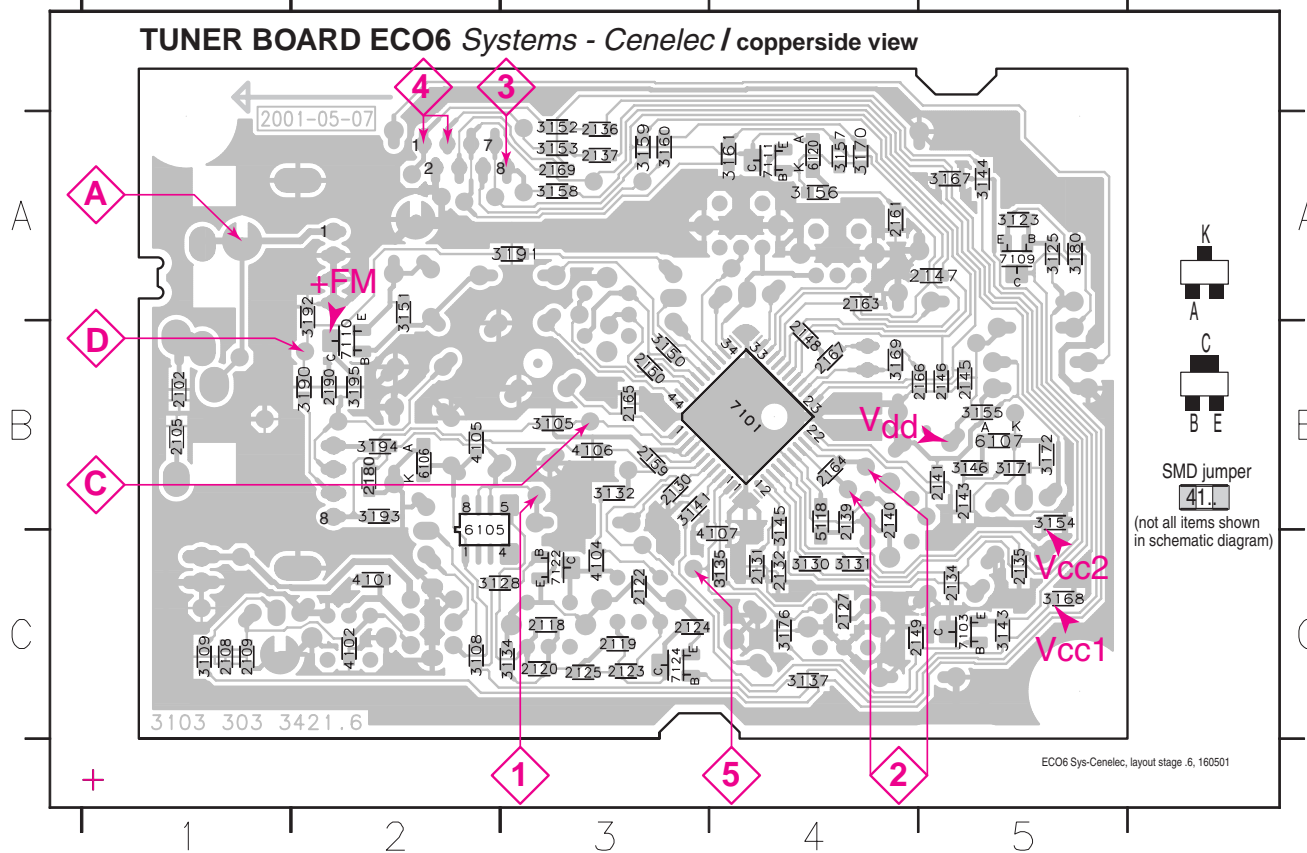 TUNER BOARD ECO6 Systems - Cenelec / copperside view
4 3
2001-05-07
1 7
2 8
3152 2136
3153 2137
2169
3158
3159 3160
3161 C 7111 E B A K 6120 3157 3170
3156
3167 3144
A
A A
1
2161
3123
E B
7109
C
3125 3180
K
A
3191
2147
+FM
3192 3151
2163
D
7110 E C B
3190 2190 3195
2102
2105
3150
2150
34 33
2148
2167
3169
2166 2146 2145
C
B E
2165
44
1
7101
23
22
3155
Vdd
A K
6107
3172
B B
3105
4106
4105
3194
A
6106
K
2180
2159
2130
3141
11 12
2164
2141
3146 3171
2143
SMD jumper
41..
(not all items shown
in schematic diagram)
C
3132
8 3193
8 5
6105
1 4
4107
3145
5118 2139 2140
3154
Vcc2
B
7122 C
E
4104
3135
2131 2132
3130 3131
2135
2134
4101
3128
2122
3168
Vcc1
2127
C C
2118
2124
3176
2149
C 7103 E B
3143
3109 2108 2109
4102
3108 3134
2119
2120 2125 2123
C 7124 E B
3137
3103 303 3421.6
1 5 2
ECO6 Sys-Cenelec, layout stage .6, 160501
+
1 2 3 4 5